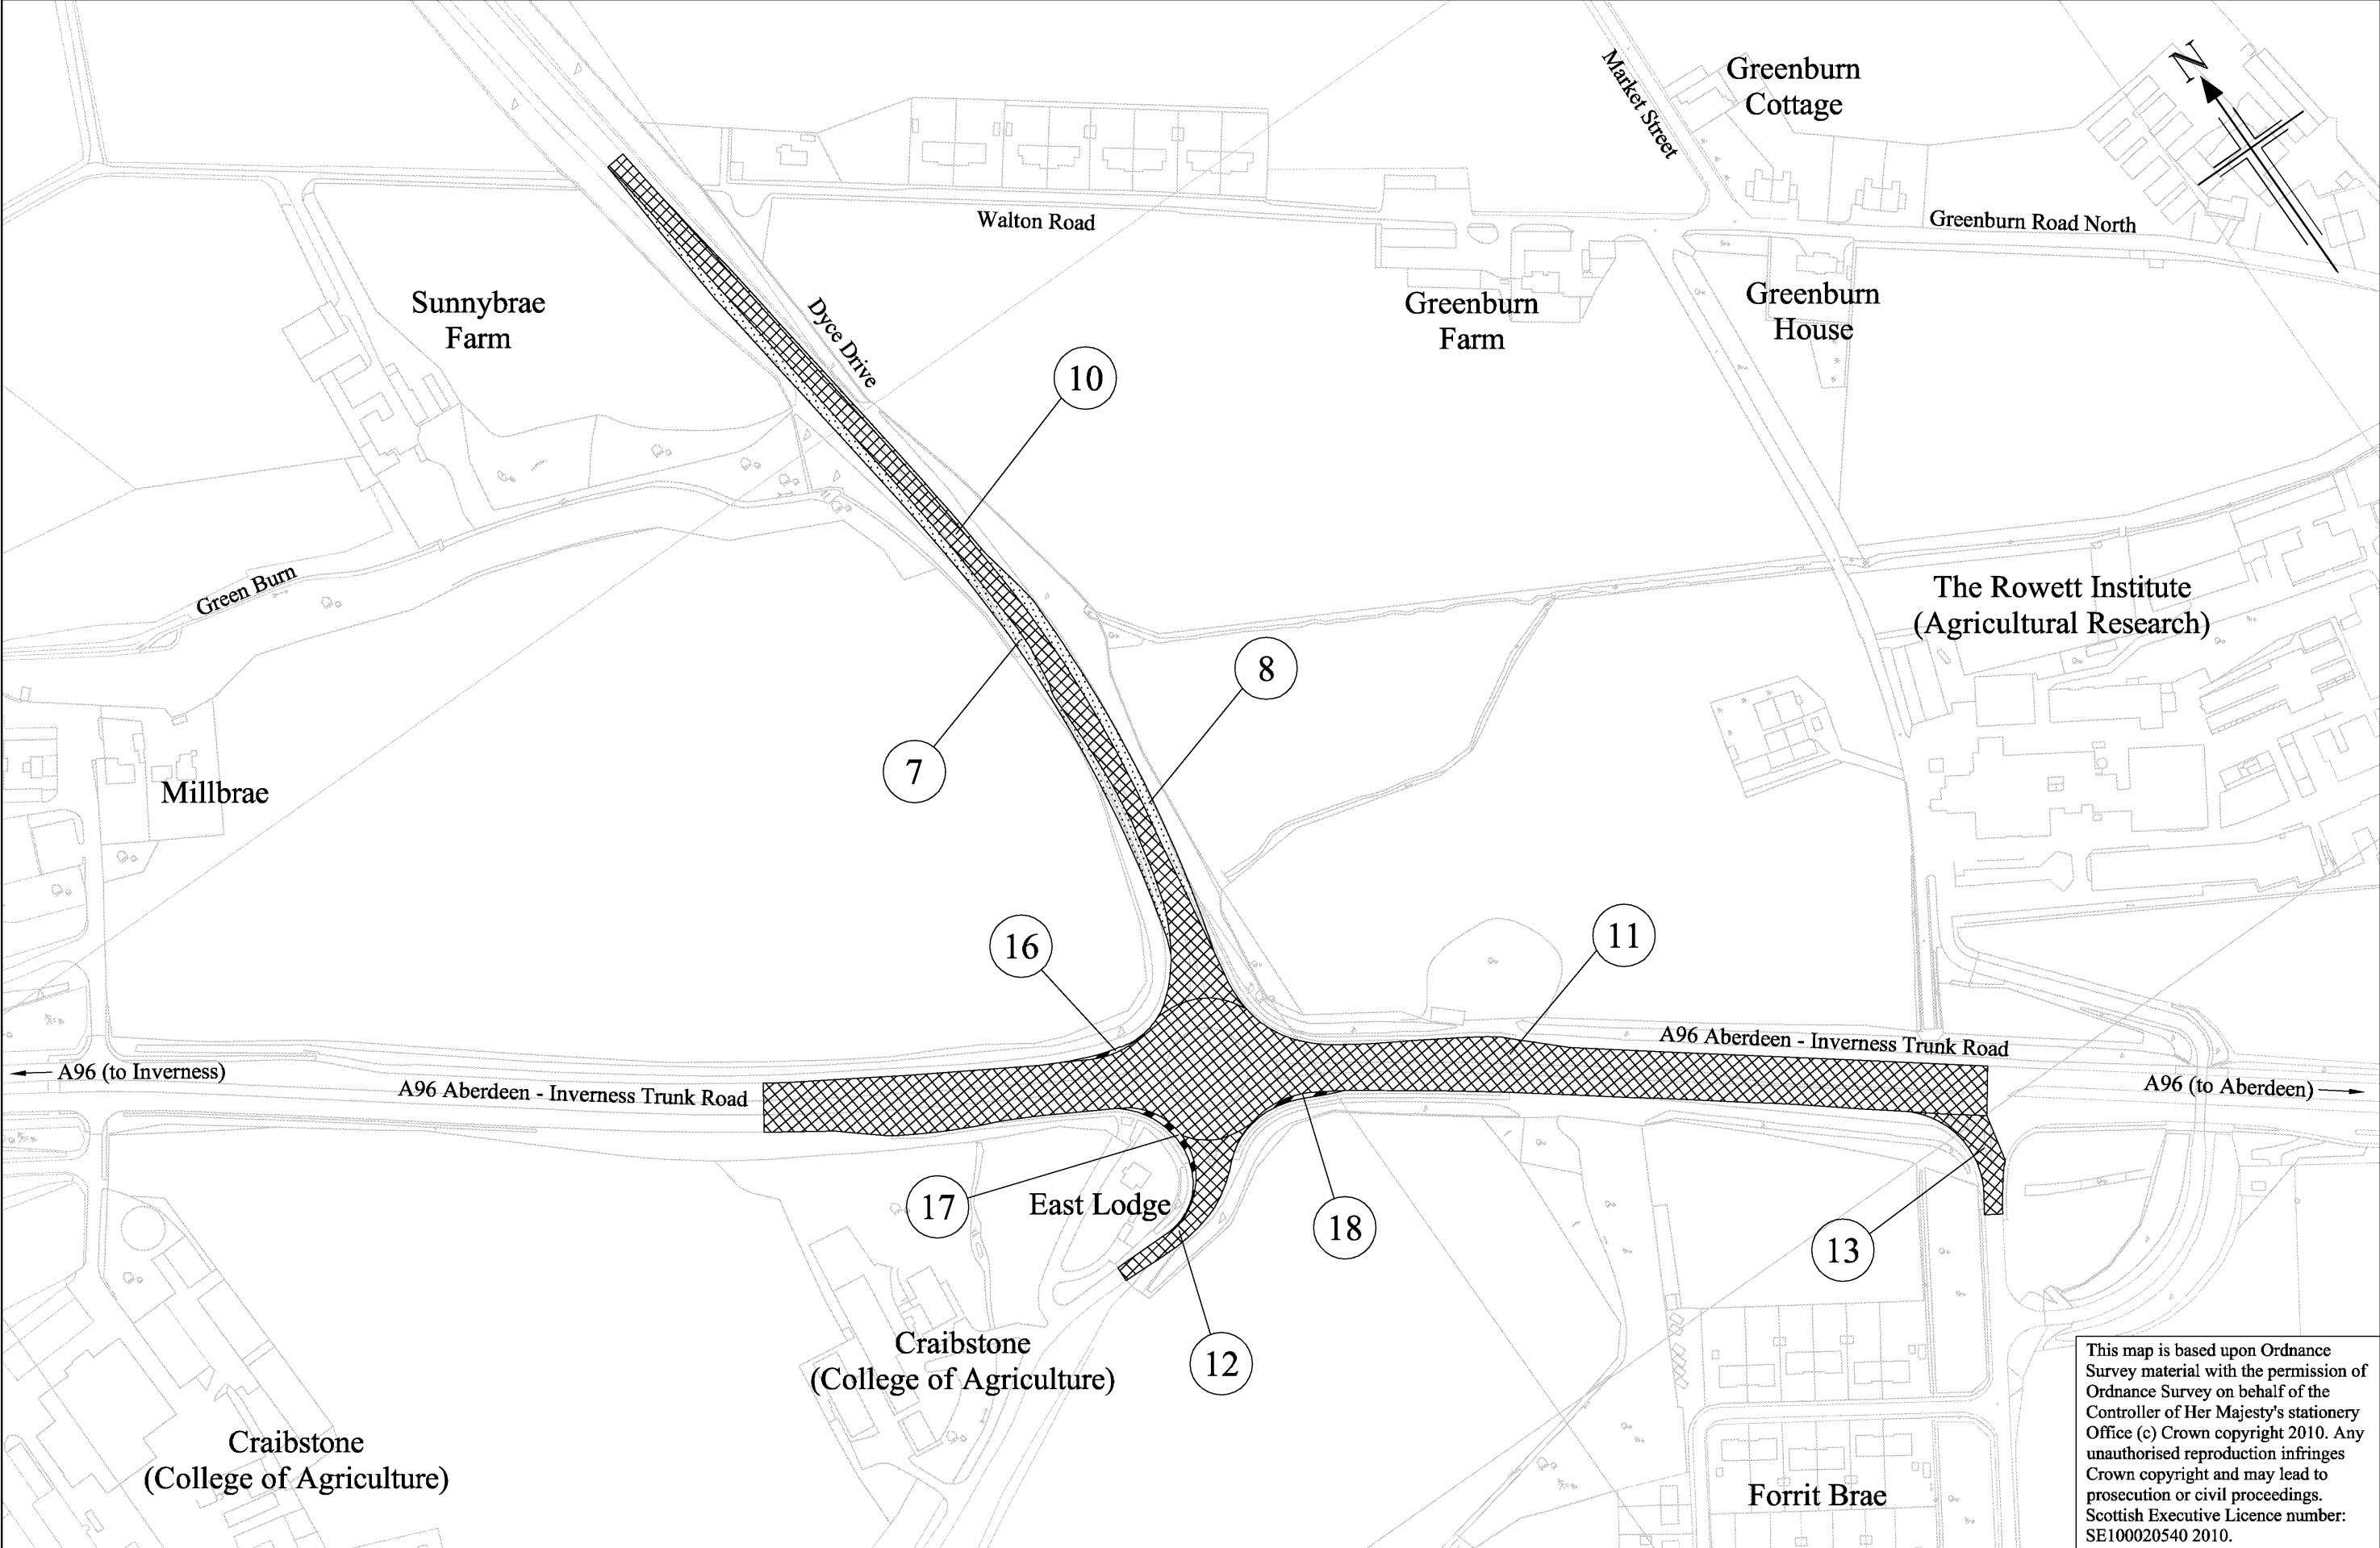 Greenburn
Cottage
N
Market Street
Walton Road
Greenburn Road North
Sunnybrae
Farm
Dyce Drive
Greenburn
Farm
Greenburn
House
10
Green Burn
The Rowett Institute
(Agricultural Research)
8
7
Millbrae
16
11
A96 Aberdeen - Inverness Trunk Road
A96 (to Inverness)
A96 Aberdeen - Inverness Trunk Road
A96 (to Aberdeen)
17
East Lodge
18
13
12
Craibstone
(College of Agriculture)
Craibstone
(College of Agriculture)
Forrit Brae
This map is based upon Ordnance
Survey material with the permission of
Ordnance Survey on behalf of the
Controller of Her Majesty's stationery
Office (c) Crown copyright 2010. Any
unauthorised reproduction infringes
Crown copyright and may lead to
prosecution or civil proceedings.
Scottish Executive Licence number:
SE100020540 2010.